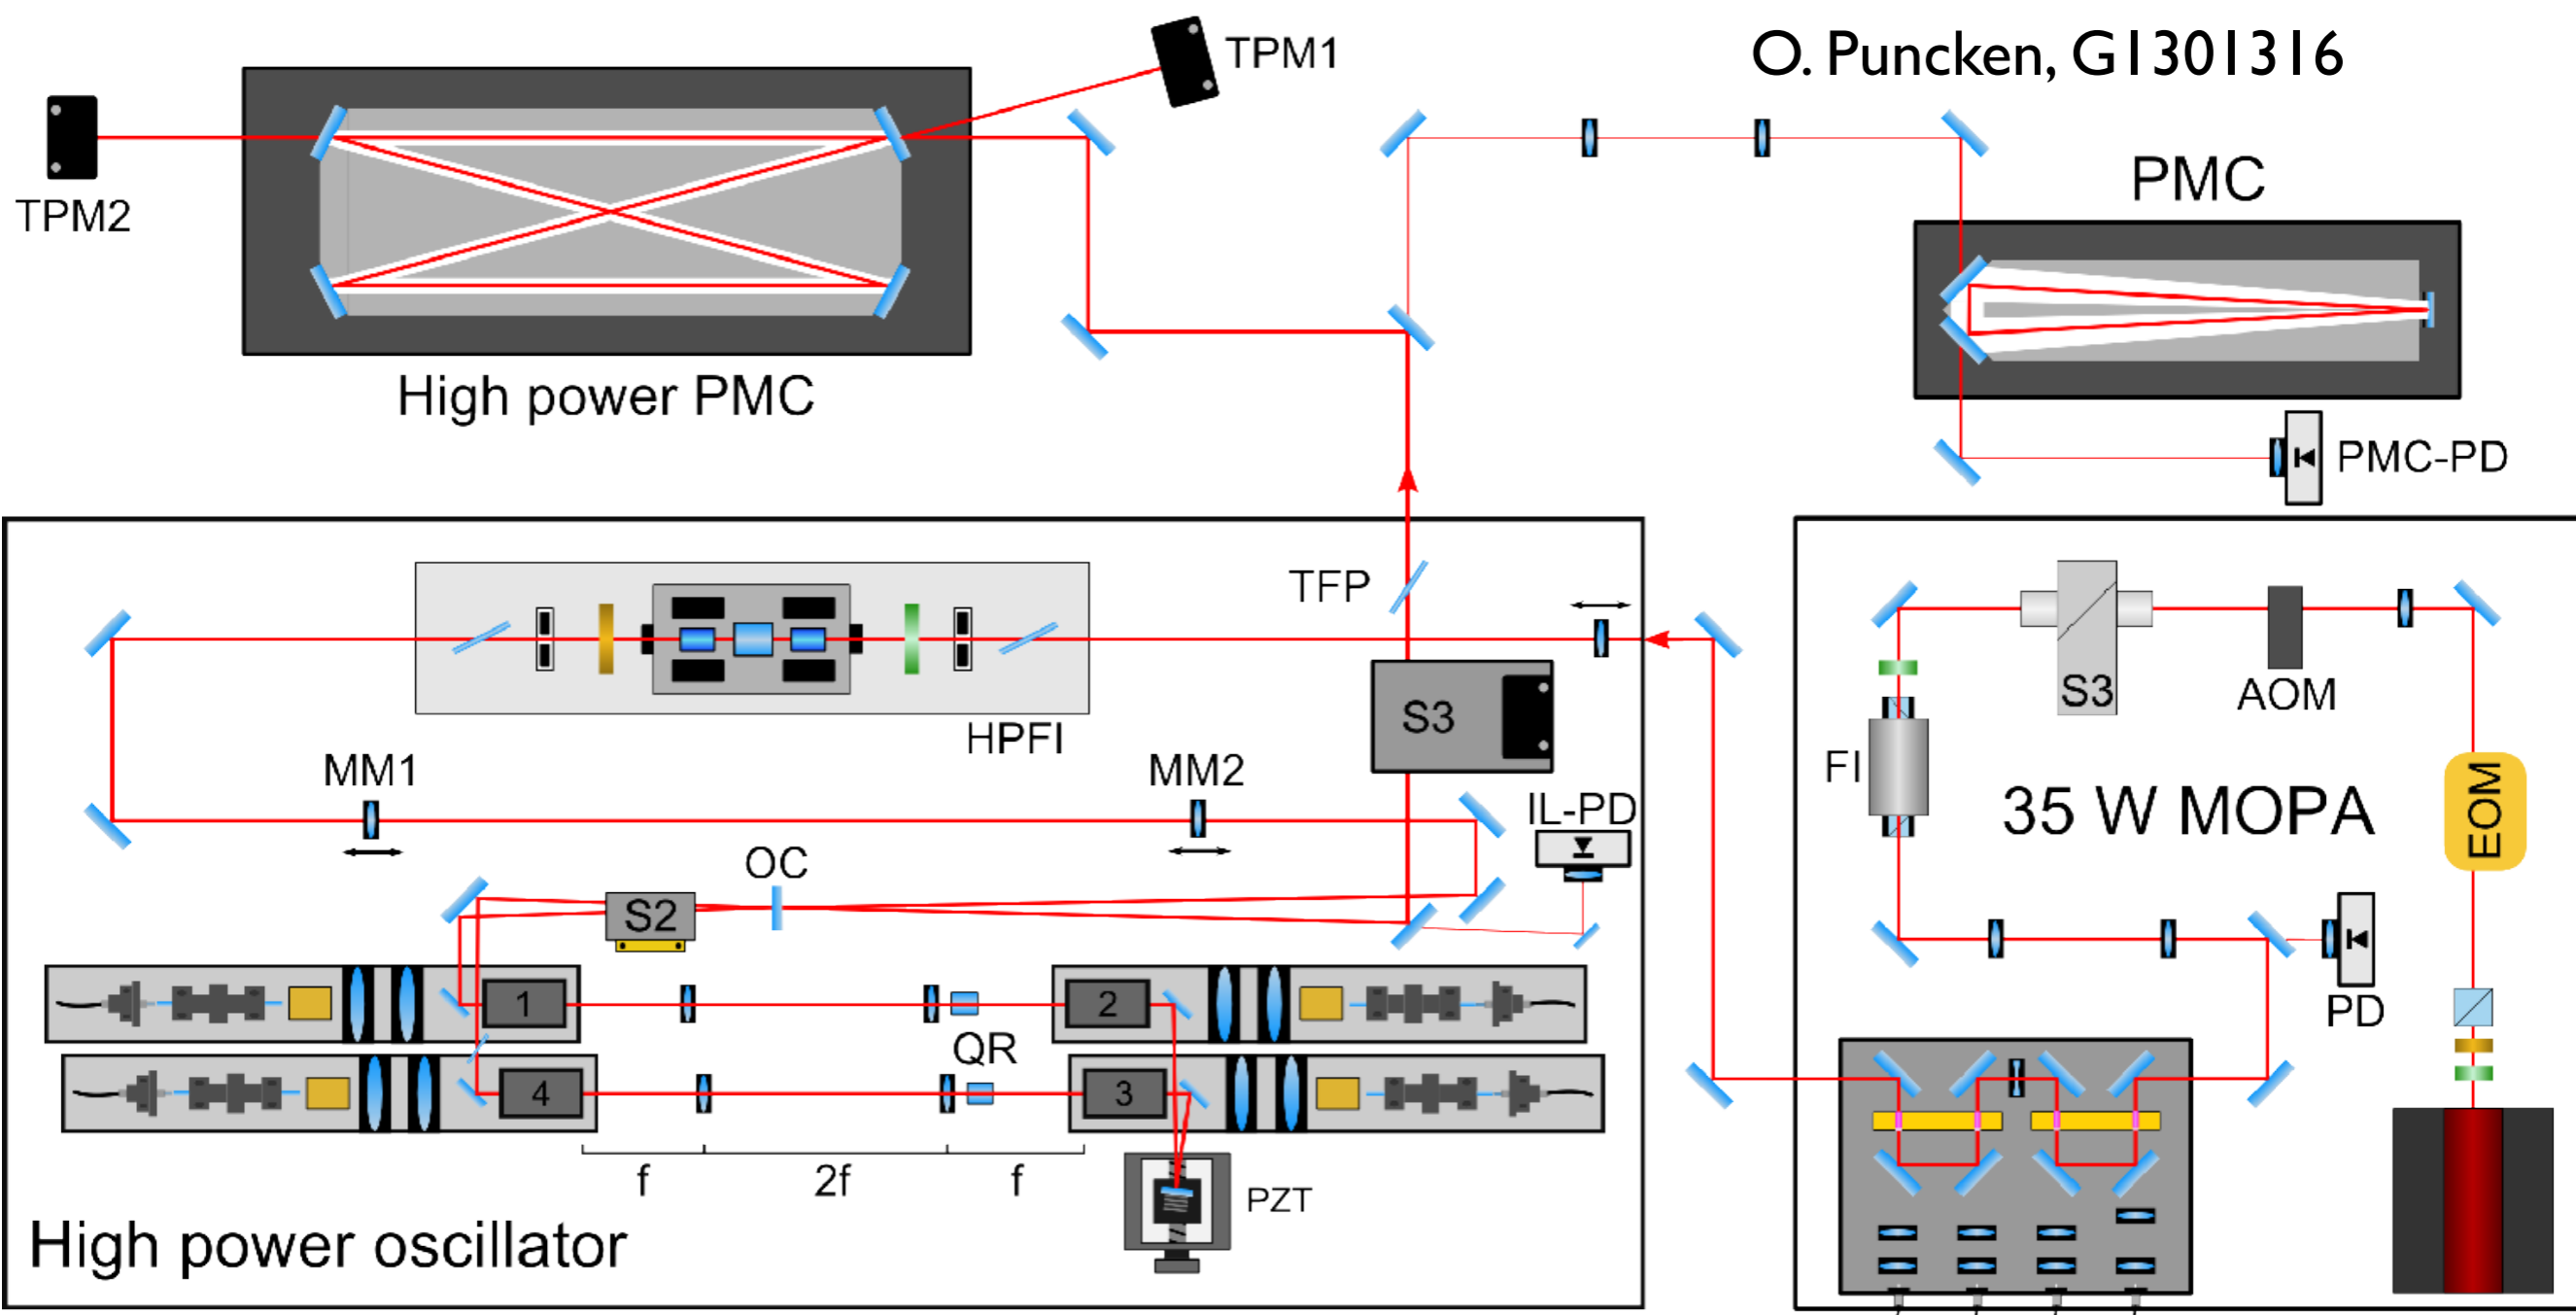 O. Puncken, G1301316
TPM1
TPM2
PMC
High power PMC
PMC-PD
TFP
S3
AOM
S3
HPFI
FI
EOM
MM1
MM2
IL-PD
35 W MOPA
OC
S2
1
2
PD
QR
4
3
f
2f
f
PZT
High power oscillator